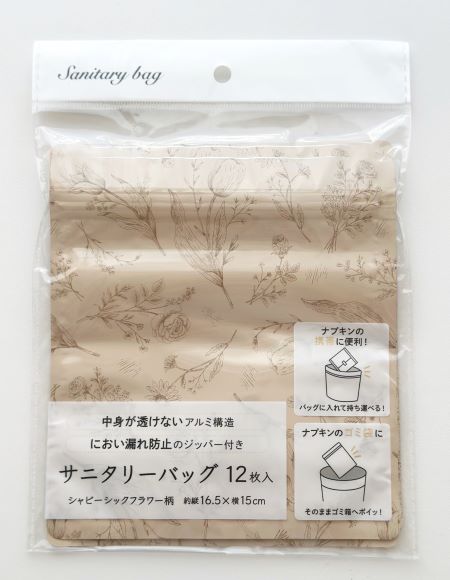 Sanitary bag
ナプキンの
携帯に便利!
バッグに入れて持ち運べる!
中身が透けないアルミ構造
におい漏れ防止のジッパー付き
サニタリーバッグ 12枚入
シャビーシックフラワー柄 約縦16.5×横15cm
ナプキンのゴミ袋に
そのままゴミ箱へポイッ!